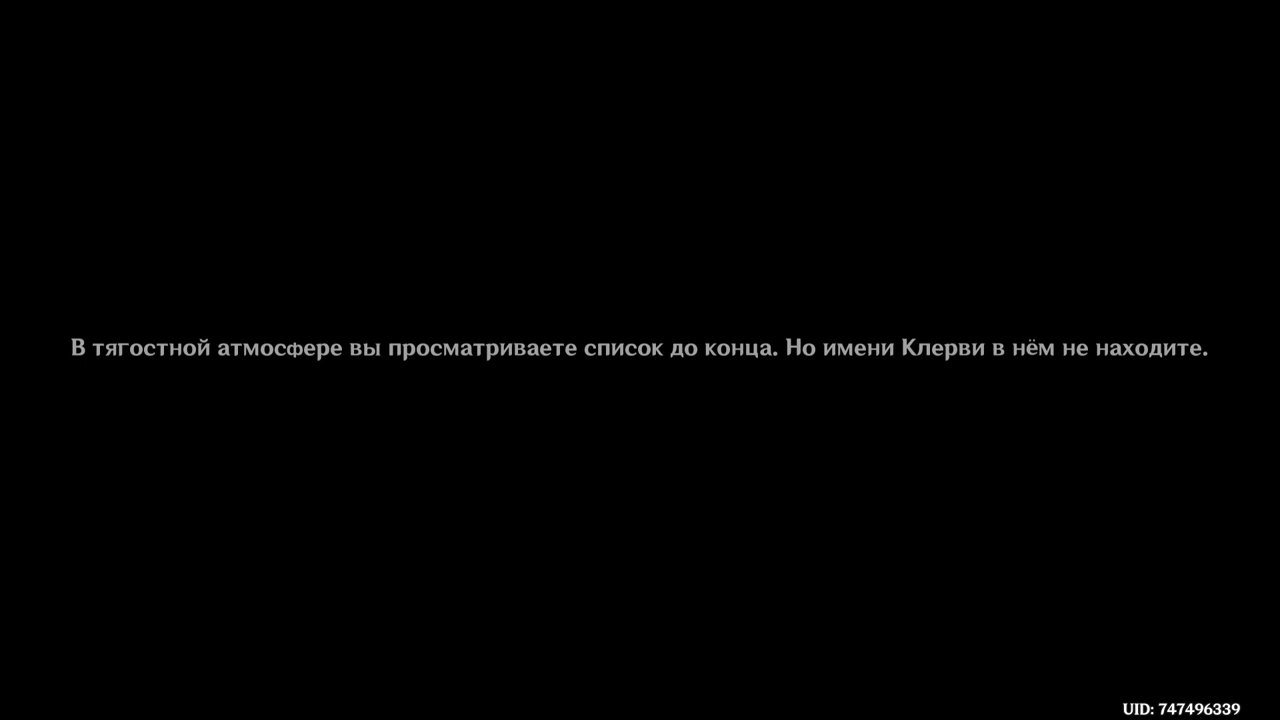 В тягостной атмосфере вы просматриваете список до конца. Но имени Клерви в нём не находите.
UID: 747496339